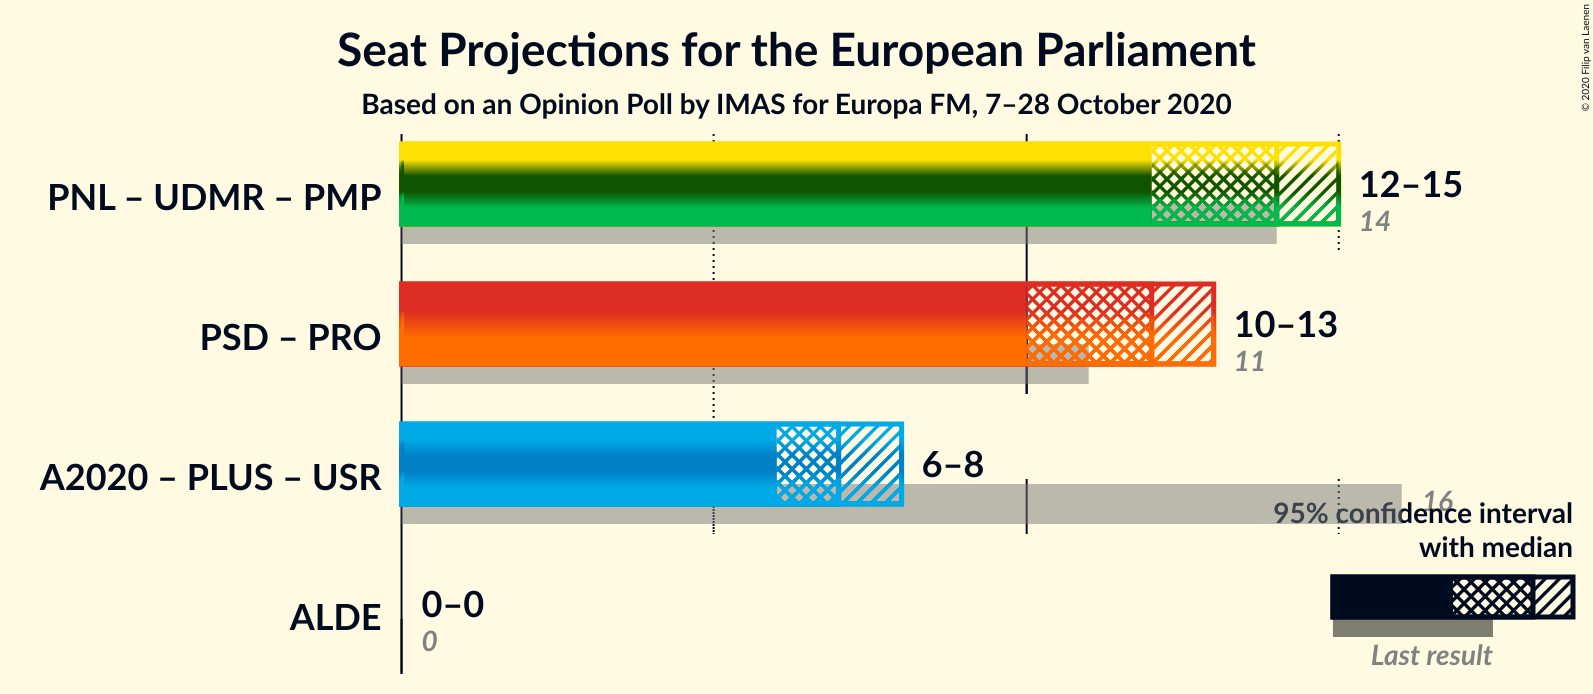 Seat Projections for the European Parliament
Based on an Opinion Poll by IMAS for Europa FM, 7–28 October 2020
© 2020 Filip van Laenen
PNL – UDMR – PMP
12–15
14
PSD – PRO
10–13
11
A2020 – PLUS – USR
6–8
16
95% confidence interval
with median
ALDE
0–0
0
Last result